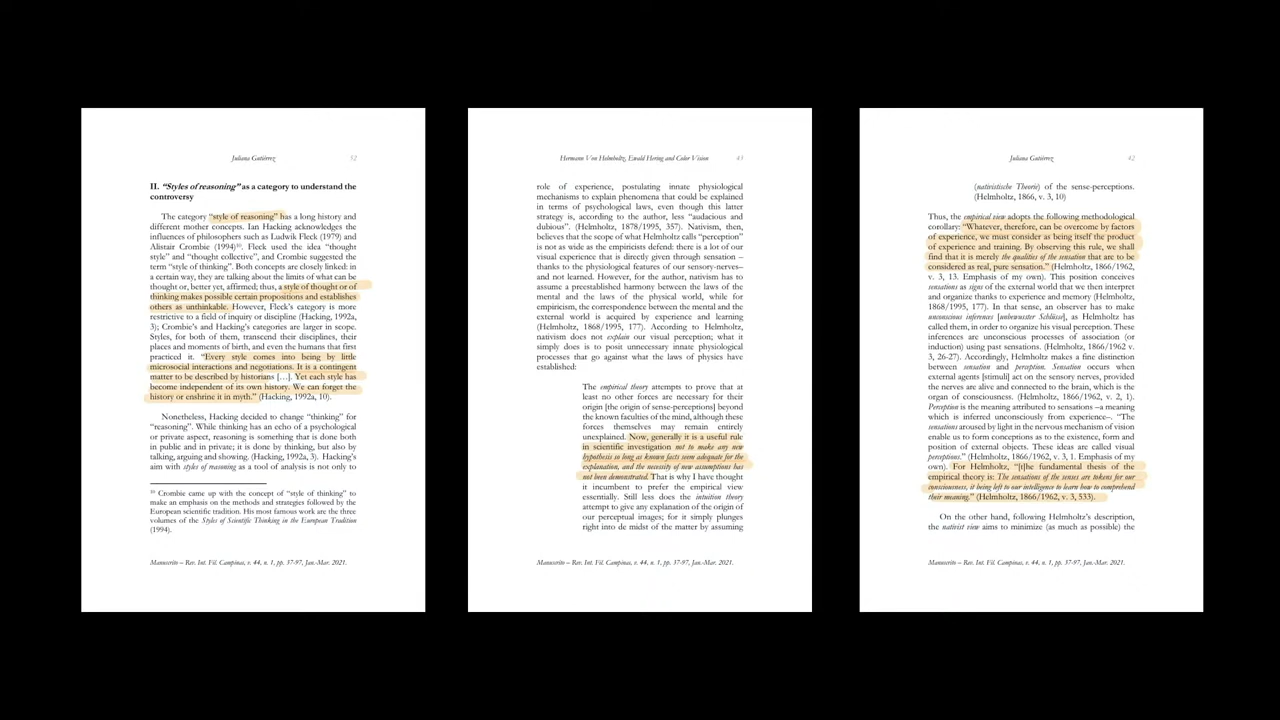 Juliana Gutiérrez 52
II. “Styles of reasoning” as a category to understand the
controversy
The category “style of reasoning” has a long history and
different mother concepts. Ian Hacking acknowledges the
influences of philosophers such as Ludwik Fleck (1979) and
Alistair Crombie (1994)¹⁰. Fleck used the idea “thought
style” and “thought collective”, and Crombie suggested the
term “style of thinking”. Both concepts are closely linked: in
a certain way, they are talking about the limits of what can be
thought or, better yet, affirmed; thus, a style of thought or of
thinking makes possible certain propositions and establishes
others as unthinkable. However, Fleck’s category is more
restrictive to a field of inquiry or discipline (Hacking, 1992a,
3); Crombie’s and Hacking’s categories are larger in scope.
Styles, for both of them, transcend their disciplines, their
places and moments of birth, and even the humans that first
practiced it. “Every style comes into being by little
microsocial interactions and negotiations. It is a contingent
matter to be described by historians […]. Yet each style has
become independent of its own history. We can forget the
history or enshrine it in myth.” (Hacking, 1992a, 10).
Nonetheless, Hacking decided to change “thinking” for
“reasoning”. While thinking has an echo of a psychological
or private aspect, reasoning is something that is done both
in public and in private; it is done by thinking, but also by
talking, arguing and showing. (Hacking, 1992a, 3). Hacking’s
aim with styles of reasoning as a tool of analysis is not only to
¹⁰ Crombie came up with the concept of “style of thinking” to
make an emphasis on the methods and strategies followed by the
European scientific tradition. His most famous work are the three
volumes of the Styles of Scientific Thinking in the European Tradition
(1994).
Manuscrito – Rev. Int. Fil. Campinas, v. 44, n. 1, pp. 37-97, Jan.-Mar. 2021.
Hermann Von Helmholtz, Ewald Hering and Color Vision 43
role of experience, postulating innate physiological
mechanisms to explain phenomena that could be explained
in terms of psychological laws, even though this latter
strategy is, according to the author, less “audacious and
dubious”. (Helmholtz, 1878/1995, 357). Nativism, then,
believes that the scope of what Helmholtz calls “perception”
is not as wide as the empiricists defend: there is a lot of our
visual experience that is directly given through sensation –
thanks to the physiological features of our sensory-nerves–
and not learned. However, for the author, nativism has to
assume a preestablished harmony between the laws of the
mental and the laws of the physical world, while for
empiricism, the correspondence between the mental and the
external world is acquired by experience and learning
(Helmholtz, 1868/1995, 177). According to Helmholtz,
nativism does not explain our visual perception; what it
simply does is to posit unnecessary innate physiological
processes that go against what the laws of physics have
established:
The empirical theory attempts to prove that at
least no other forces are necessary for their
origin [the origin of sense-perceptions] beyond
the known faculties of the mind, although these
forces themselves may remain entirely
unexplained. Now, generally it is a useful rule
in scientific investigation not to make any new
hypothesis so long as known facts seem adequate for the
explanation, and the necessity of new assumptions has
not been demonstrated. That is why I have thought
it incumbent to prefer the empirical view
essentially. Still less does the intuition theory
attempt to give any explanation of the origin of
our perceptual images; for it simply plunges
right into de midst of the matter by assuming
Manuscrito – Rev. Int. Fil. Campinas, v. 44, n. 1, pp. 37-97, Jan.-Mar. 2021.
Juliana Gutiérrez 42
(nativistische Theorie) of the sense-perceptions.
(Helmholtz, 1866, v. 3, 10)
Thus, the empirical view adopts the following methodological
corollary: “Whatever, therefore, can be overcome by factors
of experience, we must consider as being itself the product
of experience and training. By observing this rule, we shall
find that it is merely the qualities of the sensation that are to be
considered as real, pure sensation.” (Helmholtz, 1866/1962,
v. 3, 13. Emphasis of my own). This position conceives
sensations as signs of the external world that we then interpret
and organize thanks to experience and memory (Helmholtz,
1868/1995, 177). In that sense, an observer has to make
unconscious inferences [unbewusster Schlüsse], as Helmholtz has
called them, in order to organize his visual perception. These
inferences are unconscious processes of association (or
induction) using past sensations. (Helmholtz, 1866/1962 v.
3, 26-27). Accordingly, Helmholtz makes a fine distinction
between sensation and perception. Sensation occurs when
external agents [stimuli] act on the sensory nerves, provided
the nerves are alive and connected to the brain, which is the
organ of consciousness. (Helmholtz, 1866/1962, v. 2, 1).
Perception is the meaning attributed to sensations –a meaning
which is inferred unconsciously from experience–. “The
sensations aroused by light in the nervous mechanism of vision
enable us to form conceptions as to the existence, form and
position of external objects. These ideas are called visual
perceptions.” (Helmholtz, 1866/1962, v. 3, 1. Emphasis of my
own). For Helmholtz, “[t]he fundamental thesis of the
empirical theory is: The sensations of the senses are tokens for our
consciousness, it being left to our intelligence to learn how to comprehend
their meaning.” (Helmholtz, 1866/1962, v. 3, 533).
On the other hand, following Helmholtz’s description,
the nativist view aims to minimize (as much as possible) the
Manuscrito – Rev. Int. Fil. Campinas, v. 44, n. 1, pp. 37-97, Jan.-Mar. 2021.